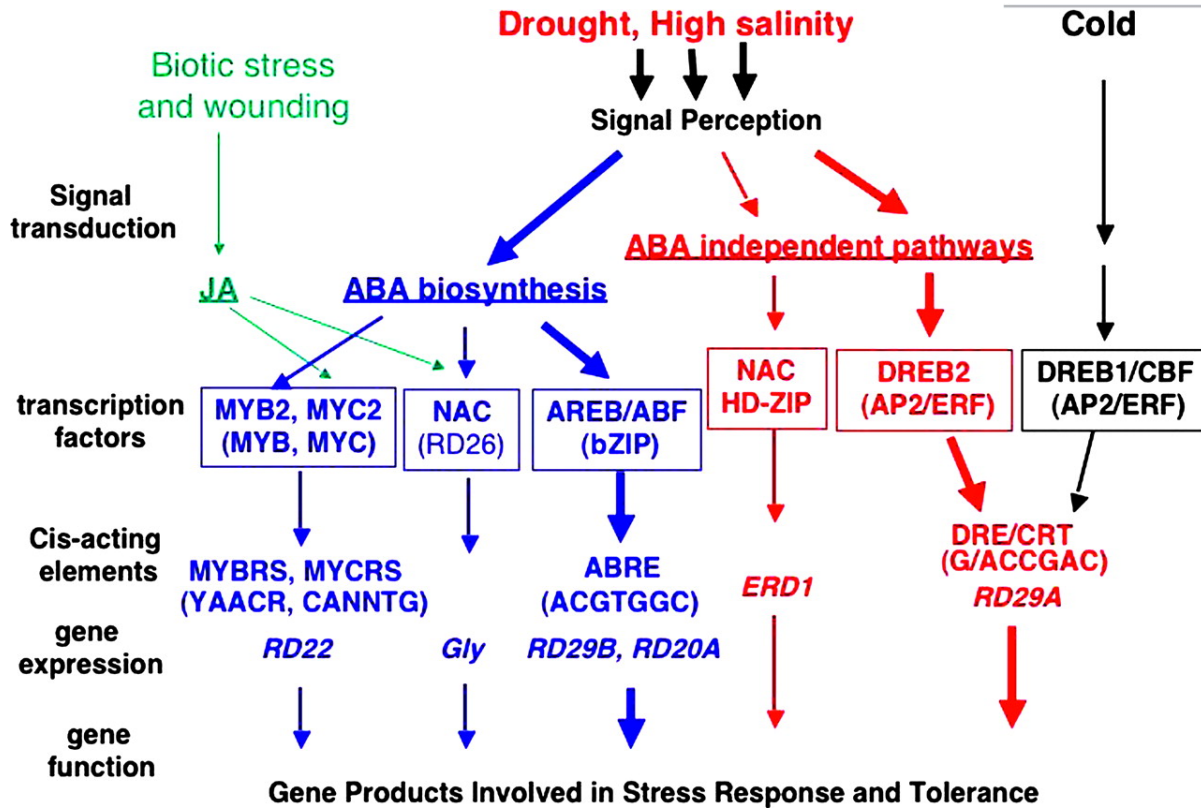 Drought, High salinity
Cold
Biotic stress
and wounding
Signal Perception
Signal
transduction
ABA independent pathways
JA
ABA biosynthesis
transcription
factors
MYB2, MYC2
(MYB, MYC)
NAC
(RD26)
AREB/ABF
(bZIP)
NAC
HD-ZIP
DREB2
(AP2/ERF)
DREB1/CBF
(AP2/ERF)
Cis-acting
elements
MYBRS, MYCRS
(YAACR, CANNTG)
ABRE
(ACGTGGC)
ERD1
DRE/CRT
(G/ACCGAC)
RD29A
gene
expression
RD22
Gly
RD29B, RD20A
gene
function
Gene Products Involved in Stress Response and Tolerance